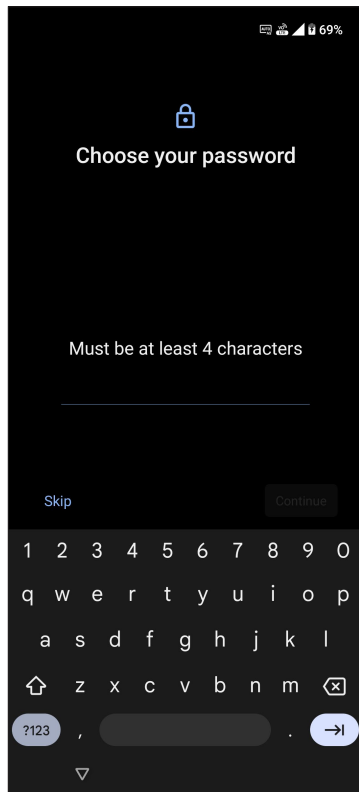 69%
Choose your password
Must be at least 4 characters
Skip
Continue
1 2 3 4 5 6 7 8 9 0
q w e r t y u i o p
a s d f g h j k l
z x c v b n m
?123 , .